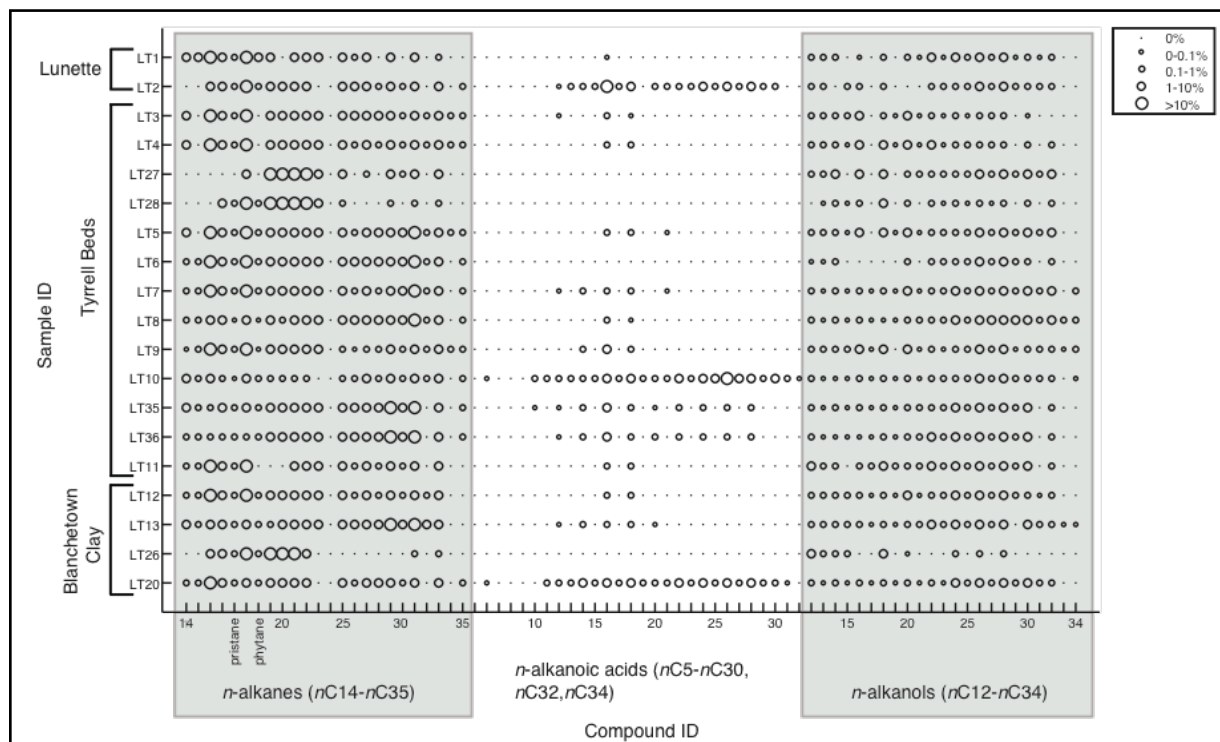 0%
0-0.1%
0.1-1%
1-10%
>10%
Lunette
Tyrrell Beds
Blanchetown
Clay
Sample ID
LT1
LT2
LT3
LT4
LT27
LT28
LT5
LT6
LT7
LT8
LT9
LT10
LT35
LT36
LT11
LT12
LT13
LT26
LT20
14 pristane phytane 20 25 30 35 10 15 20 25 30 15 20 25 30 34
n-alkanes (nC14-nC35)
n-alkanoic acids (nC5-nC30,
nC32,nC34)
n-alkanols (nC12-nC34)
Compound ID